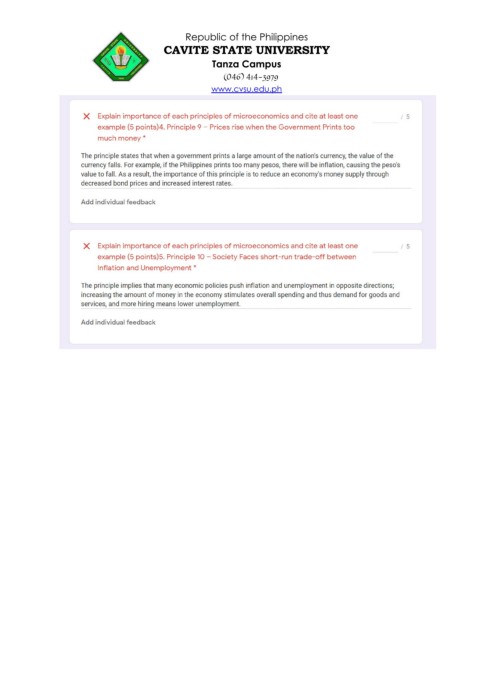 Republic of the Philippines
CAVITE STATE UNIVERSITY
Tanza Campus
(046) 414-3979
www.cvsu.edu.ph
Explain importance of each principles of microeconomics and cite at least one
/ 5
example (5 points)4. Principle 9 – Prices rise when the Government Prints too
much money *
The principle states that when a government prints a large amount of the nation's currency, the value of the
currency falls. For example, if the Philippines prints too many pesos, there will be inflation, causing the peso's
value to fall. As a result, the importance of this principle is to reduce an economy's money supply through
decreased bond prices and increased interest rates.
Add individual feedback
Explain importance of each principles of microeconomics and cite at least one
/ 5
example (5 points)5. Principle 10 – Society Faces short-run trade-off between
Inflation and Unemployment *
The principle implies that many economic policies push inflation and unemployment in opposite directions;
increasing the amount of money in the economy stimulates overall spending and thus demand for goods and
services, and more hiring means lower unemployment.
Add individual feedback